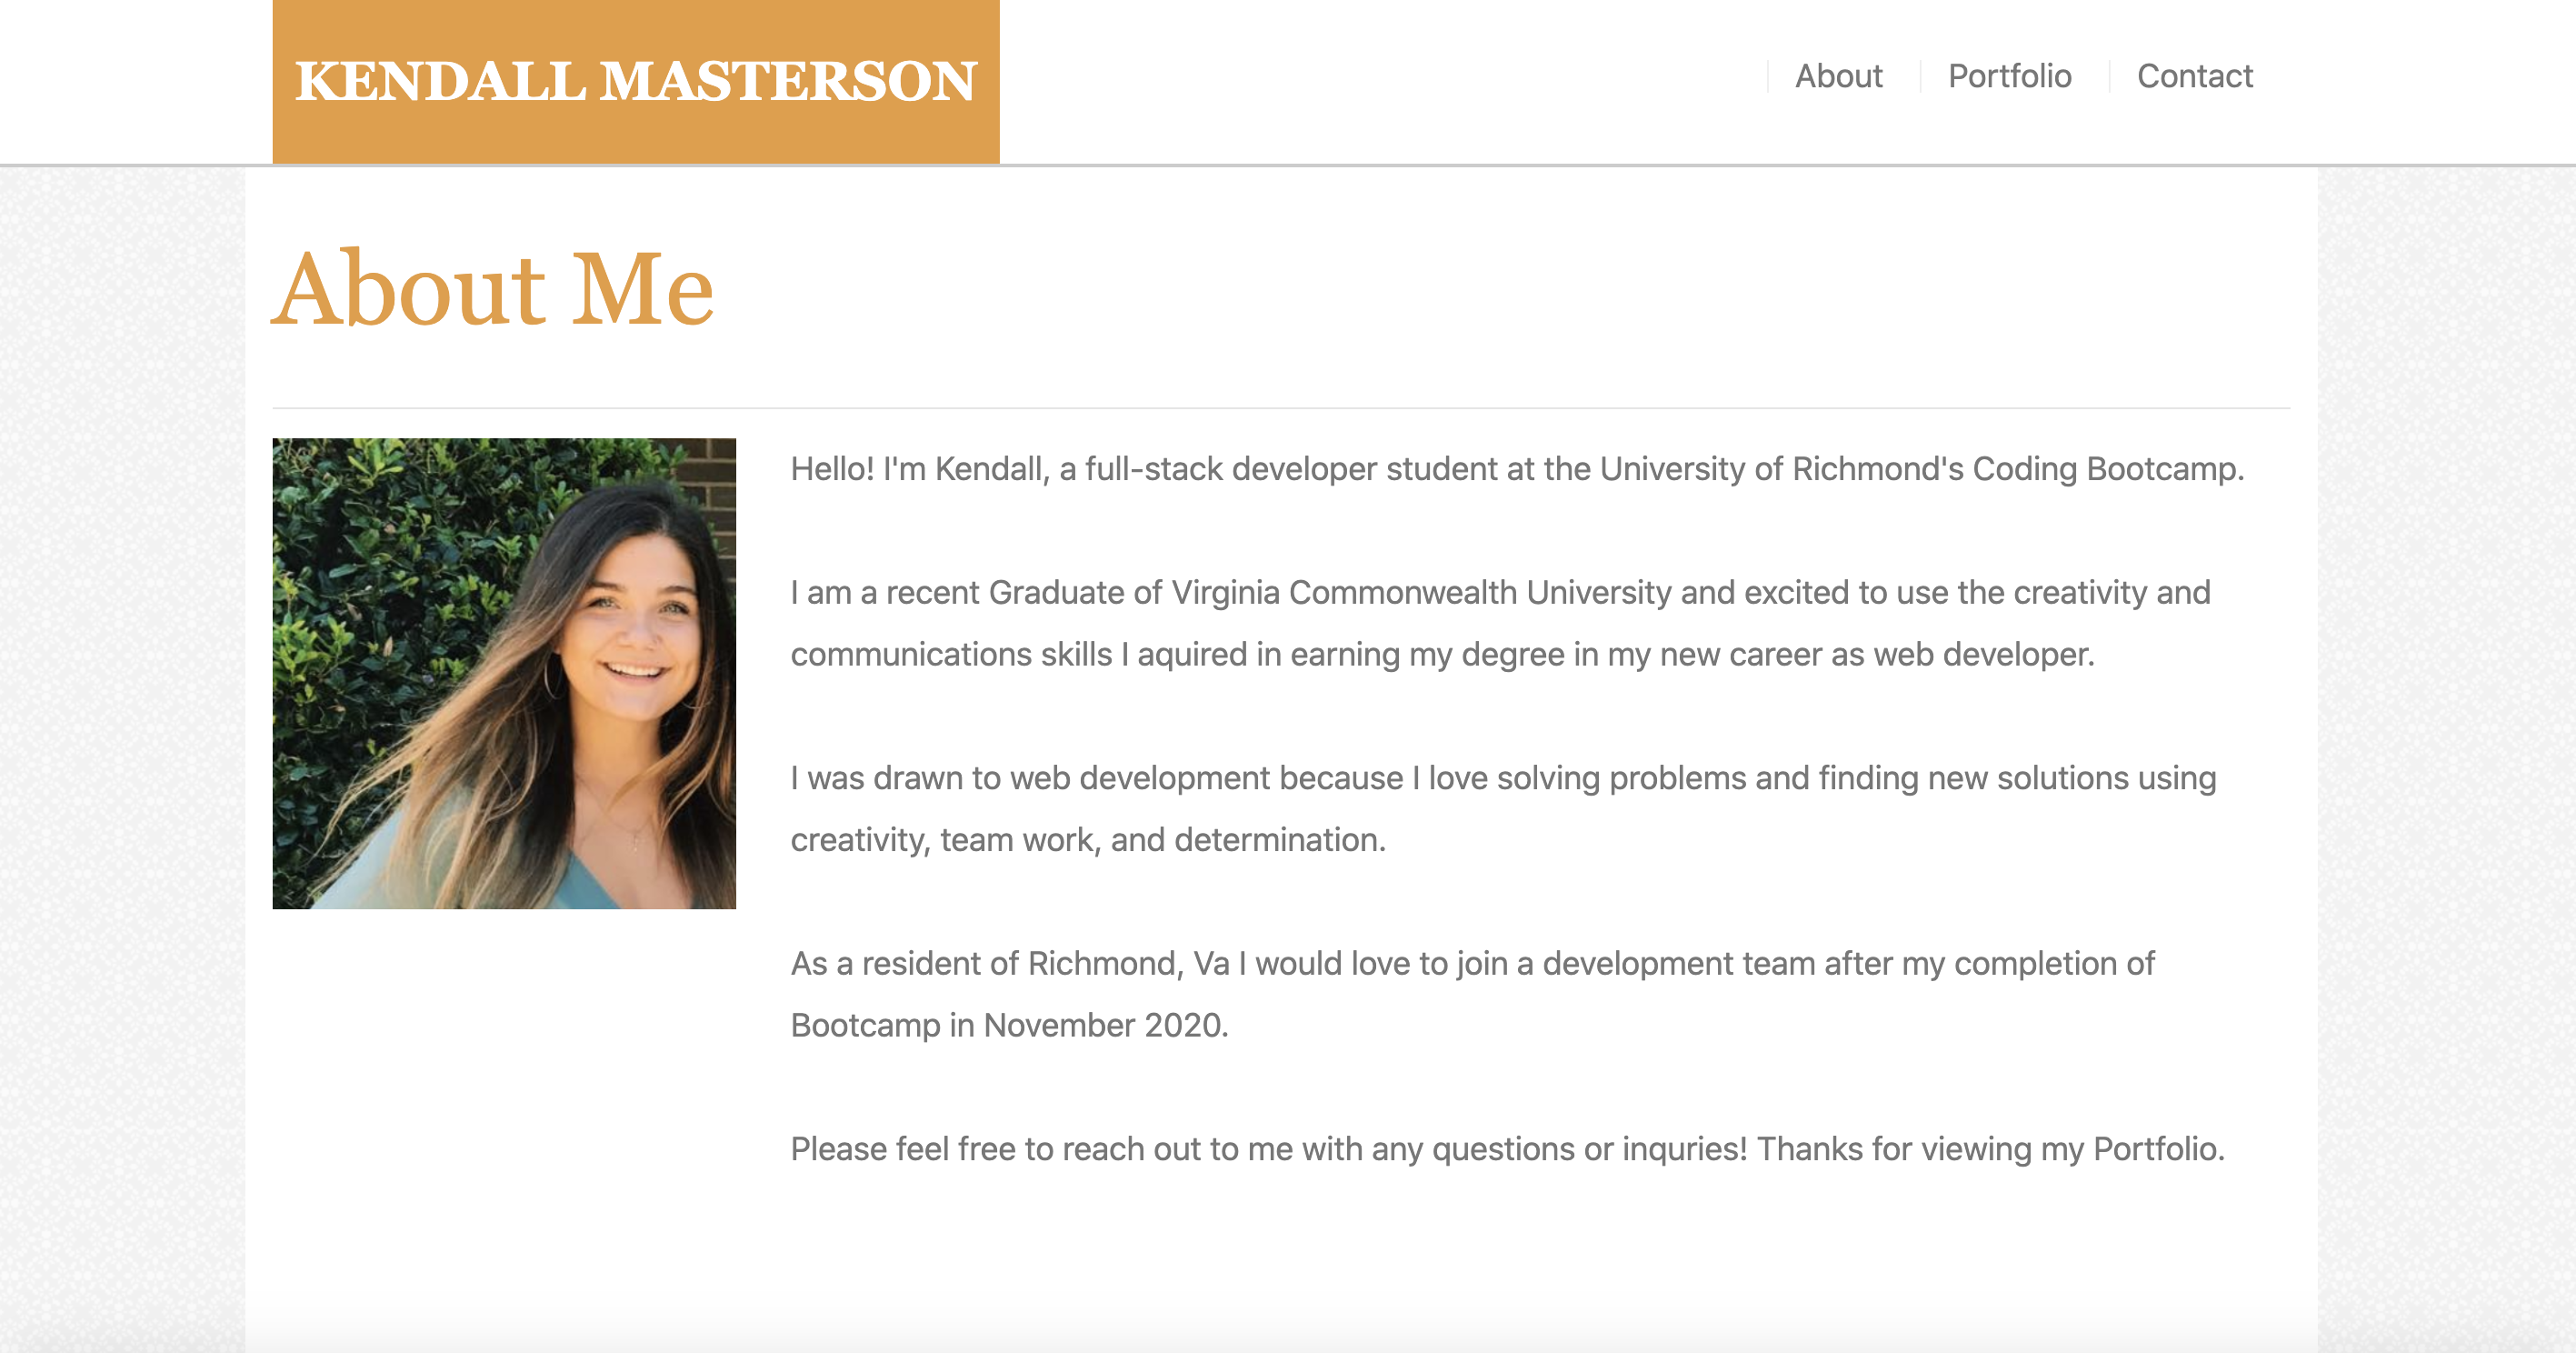 KENDALL MASTERSON
About
Portfolio
Contact
About Me
Hello! I'm Kendall, a full-stack developer student at the University of Richmond's Coding Bootcamp.
I am a recent Graduate of Virginia Commonwealth University and excited to use the creativity and
communications skills I aquired in earning my degree in my new career as web developer.
I was drawn to web development because I love solving problems and finding new solutions using
creativity, team work, and determination.
As a resident of Richmond, Va I would love to join a development team after my completion of
Bootcamp in November 2020.
Please feel free to reach out to me with any questions or inquries! Thanks for viewing my Portfolio.